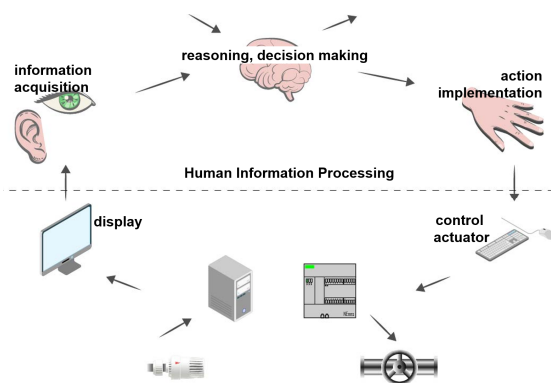 reasoning, decision making
information
acquisition
action
implementation
Human Information Processing
display
control
actuator